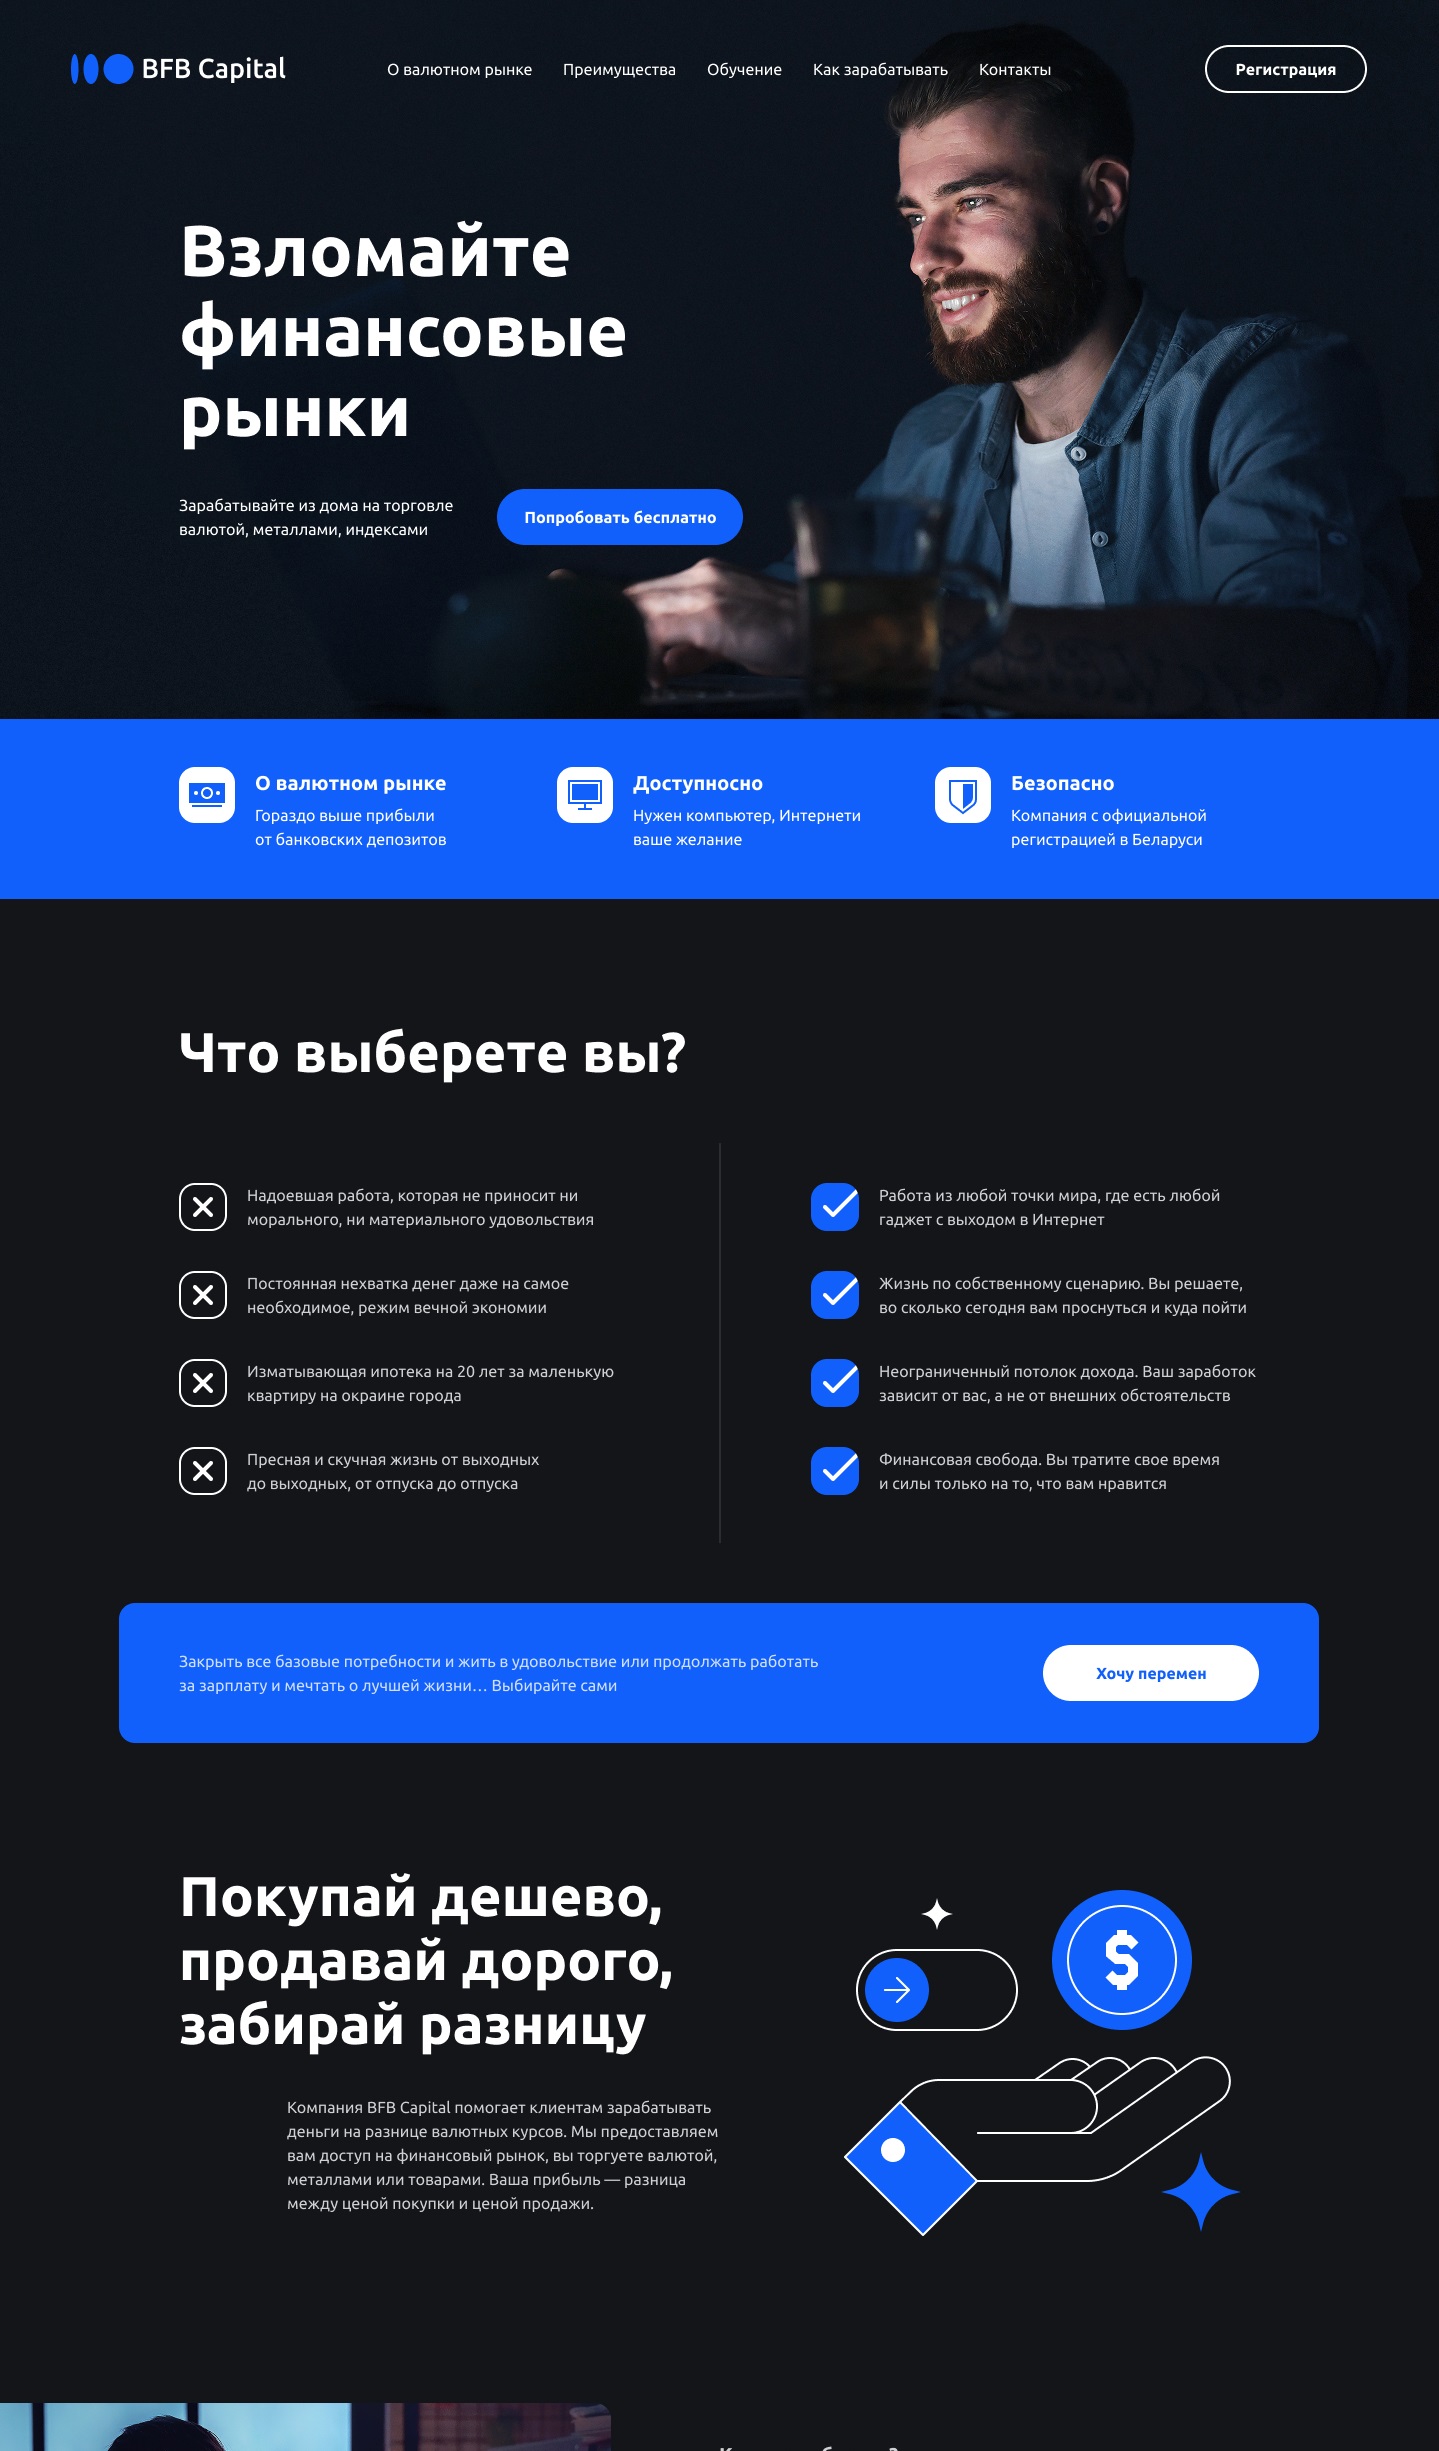 BFB Capital
О валютном рынке
Преимущества
Обучение
Как зарабатывать
Контакты
Регистрация
Взломайте
финансовые
рынки
Зарабатывайте из дома на торговле
валютой, металлами, индексами
Попробовать бесплатно
О валютном рынке
Гораздо выше прибыли
от банковских депозитов
Доступносно
Нужен компьютер, Интернети
ваше желание
Безопасно
Компания с официальной
регистрацией в Беларуси
Что выберете вы?
Надоевшая работа, которая не приносит ни
морального, ни материального удовольствия
Постоянная нехватка денег даже на самое
необходимое, режим вечной экономии
Изматывающая ипотека на 20 лет за маленькую
квартиру на окраине города
Пресная и скучная жизнь от выходных
до выходных, от отпуска до отпуска
Работа из любой точки мира, где есть любой
гаджет с выходом в Интернет
Жизнь по собственному сценарию. Вы решаете,
во сколько сегодня вам проснуться и куда пойти
Неограниченный потолок дохода. Ваш заработок
зависит от вас, а не от внешних обстоятельств
Финансовая свобода. Вы тратите свое время
и силы только на то, что вам нравится
Закрыть все базовые потребности и жить в удовольствие или продолжать работать
за зарплату и мечтать о лучшей жизни… Выбирайте сами
Хочу перемен
Покупай дешево,
продавай дорого,
забирай разницу
$
Компания BFB Capital помогает клиентам зарабатывать
деньги на разнице валютных курсов. Мы предоставляем
вам доступ на финансовый рынок, вы торгуете валютой,
металлами или товарами. Ваша прибыль — разница
между ценой покупки и ценой продажи.